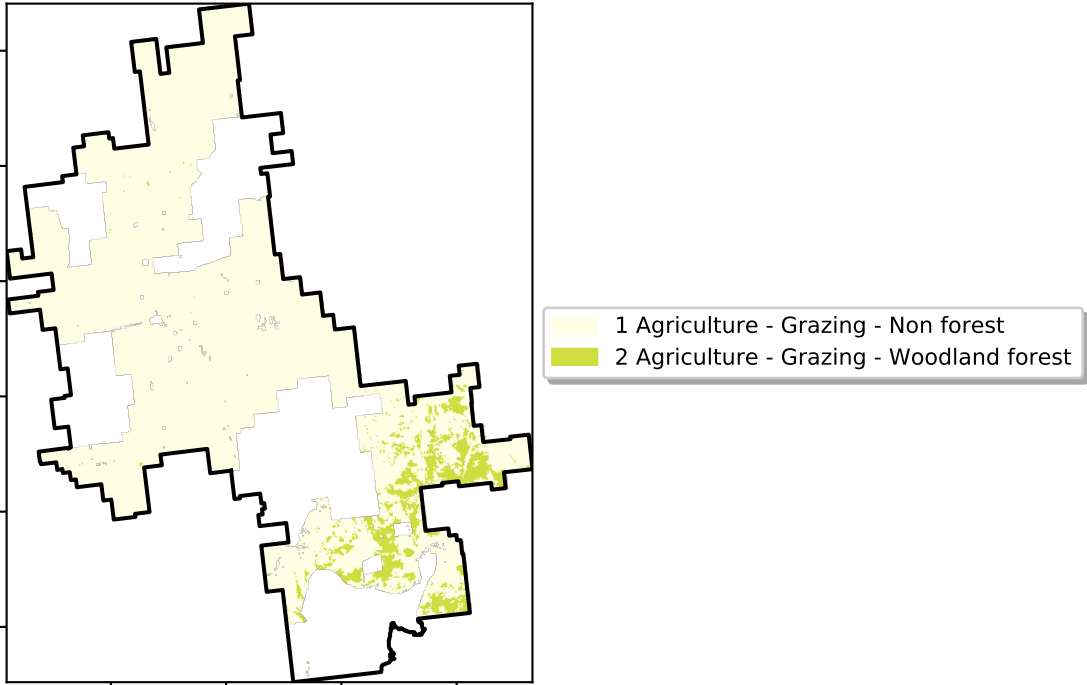 1 Agriculture - Grazing - Non forest
2 Agriculture - Grazing - Woodland forest